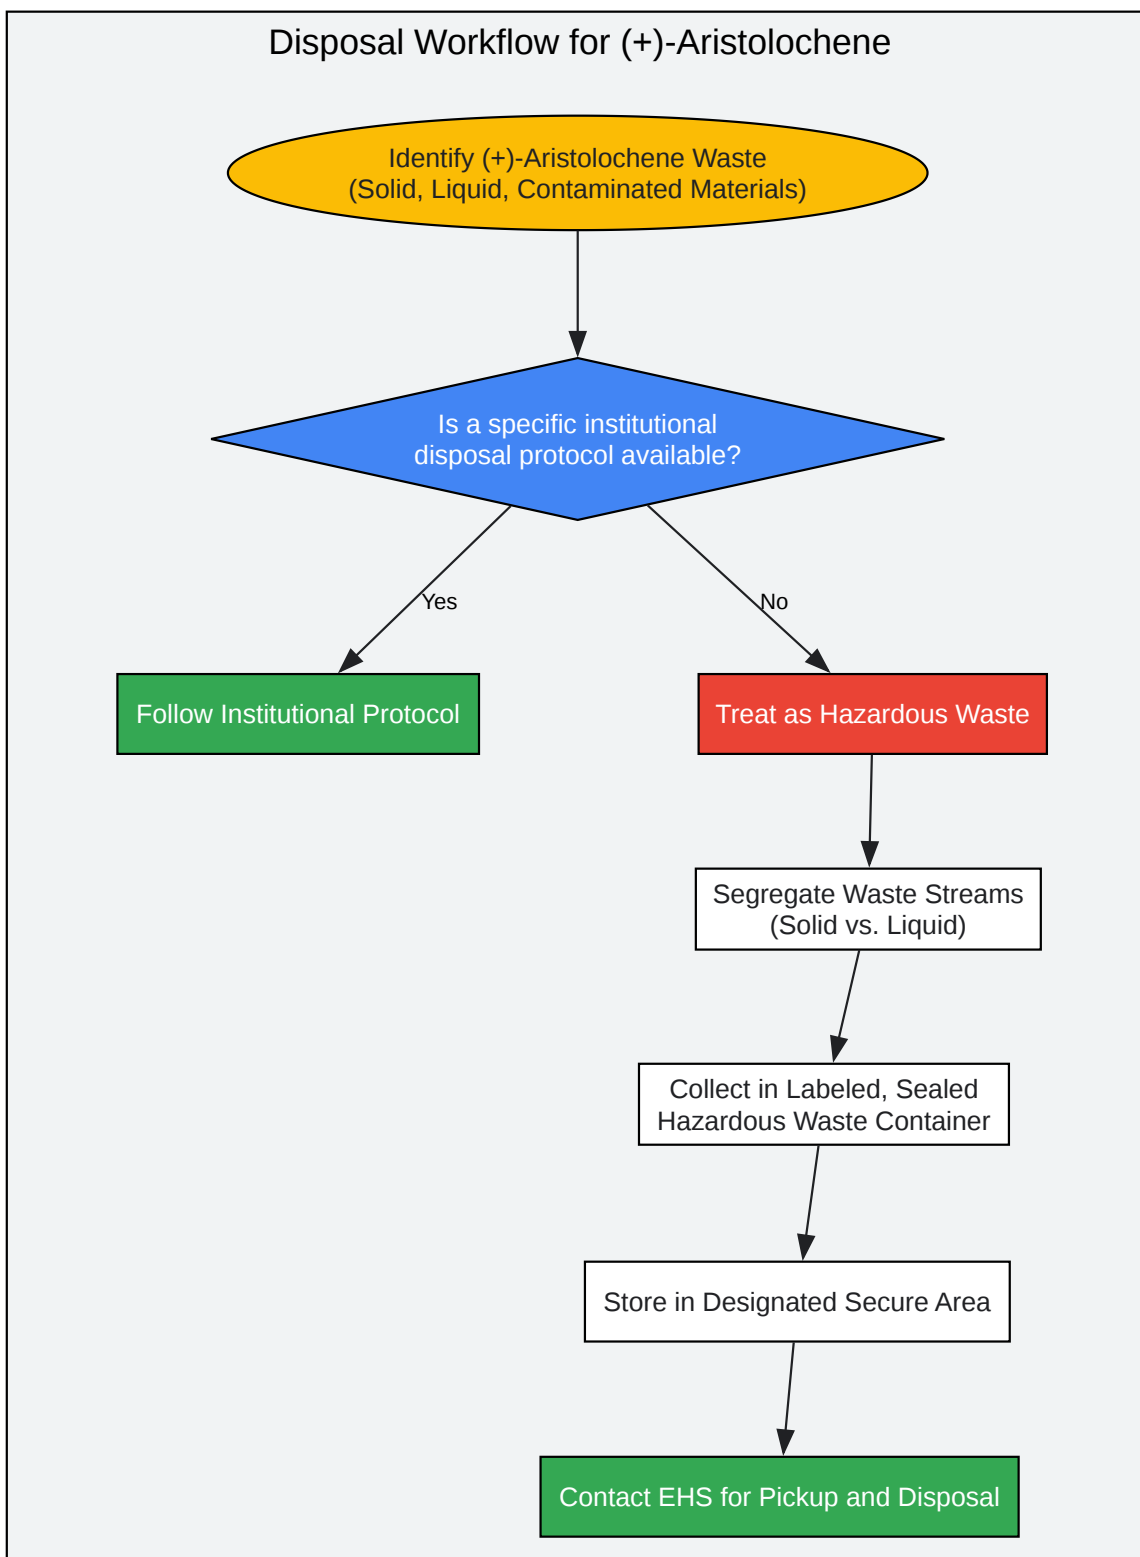 Disposal Workflow for (+)-Aristolochene
Identify (+)-Aristolochene Waste
(Solid, Liquid, Contaminated Materials)
Is a specific institutional
disposal protocol available?
Yes
No
Follow Institutional Protocol
Treat as Hazardous Waste
Segregate Waste Streams
(Solid vs. Liquid)
Collect in Labeled, Sealed
Hazardous Waste Container
Store in Designated Secure Area
Contact EHS for Pickup and Disposal